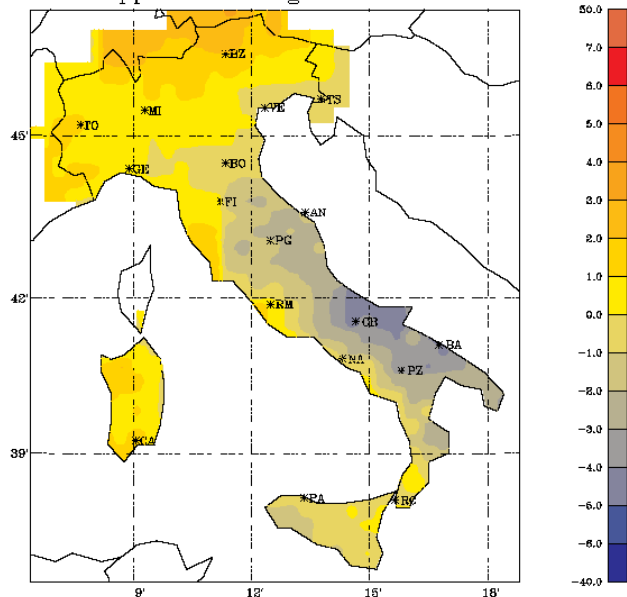 50.0
*BZ
7.0
6.0
*MI
*VE
*TS
*TO
5.0
45'
4.0
*GE
*BO
*FI
3.0
*AN
*PG
2.0
1.0
42'
*RM
0.0
*CB
*BA
-1.0
*NA
*PZ
-2.0
-3.0
*CA
39'
-4.0
*PA
*RC
-5.0
-6.0
-40.0
9'
12'
15'
18'